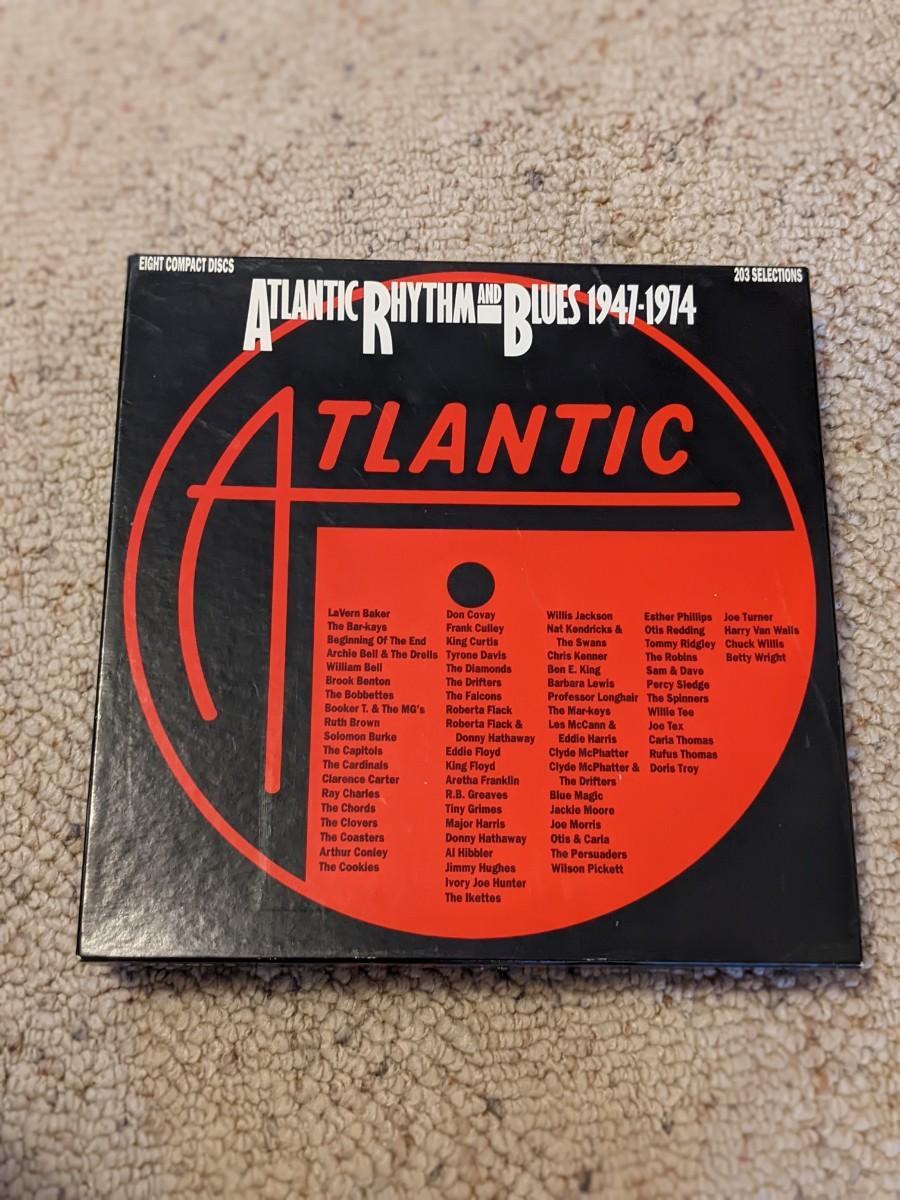 EIGHT COMPACT DISCS
203 SELECTIONS
ATLANTIC RHYTHM AND BLUES 1947-1974
ATLANTIC
LaVern Baker
The Bar-kays
Beginning Of The End
Archie Bell & The Drells
William Bell
Brook Benton
The Bobbettes
Booker T. & The MG's
Ruth Brown
Solomon Burke
The Capitols
The Cardinals
Clarence Carter
Ray Charles
The Chords
The Clovers
The Coasters
Arthur Conley
The Cookies
Don Covay
Frank Culley
King Curtis
Tyrone Davis
The Diamonds
The Drifters
The Falcons
Roberta Flack
Roberta Flack &
Donny Hathaway
Eddie Floyd
King Floyd
Aretha Franklin
R.B. Greaves
Tiny Grimes
Major Harris
Donny Hathaway
Al Hibbler
Jimmy Hughes
Ivory Joe Hunter
The Ikettes
Willis Jackson
Nat Kendricks &
The Swans
Chris Kenner
Ben E. King
Barbara Lewis
Professor Longhair
The Mar-keys
Les McCann &
Eddie Harris
Clyde McPhatter
Clyde McPhatter &
The Drifters
Blue Magic
Jackie Moore
Joe Morris
Otis & Carla
The Persuaders
Wilson Pickett
Esther Phillips
Otis Redding
Tommy Ridgley
The Robins
Sam & Dave
Percy Sledge
The Spinners
Willie Tee
Joe Tex
Carla Thomas
Rufus Thomas
Doris Troy
Joe Turner
Harry Van Walls
Chuck Willis
Betty Wright